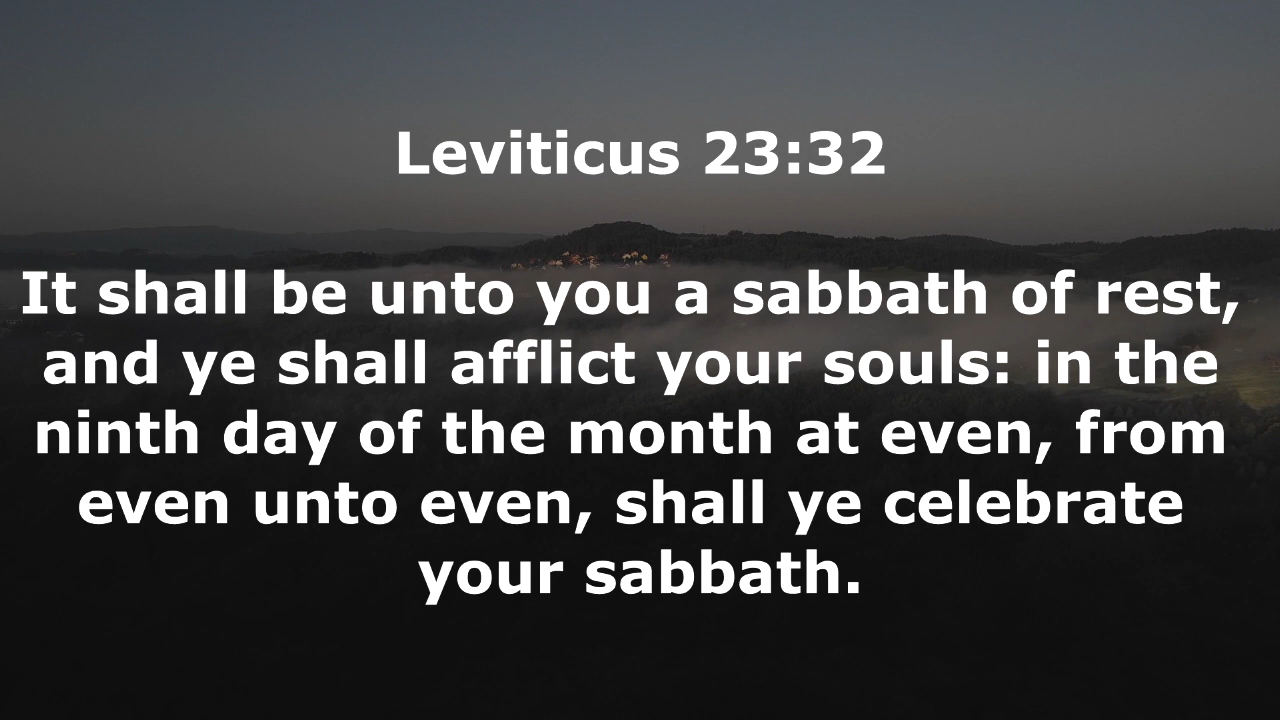 Leviticus 23:32
It shall be unto you a sabbath of rest,
and ye shall afflict your souls: in the
ninth day of the month at even, from
even unto even, shall ye celebrate
your sabbath.